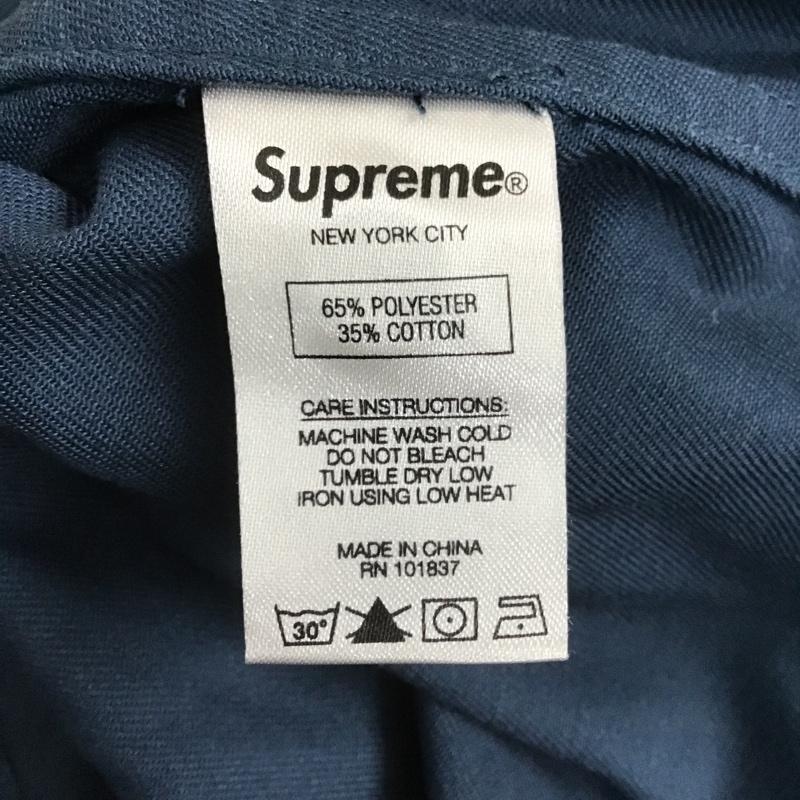 Supreme®
NEW YORK CITY
65% POLYESTER
35% COTTON
CARE INSTRUCTIONS:
MACHINE WASH COLD
DO NOT BLEACH
TUMBLE DRY LOW
IRON USING LOW HEAT
MADE IN CHINA
RN 101837
30°